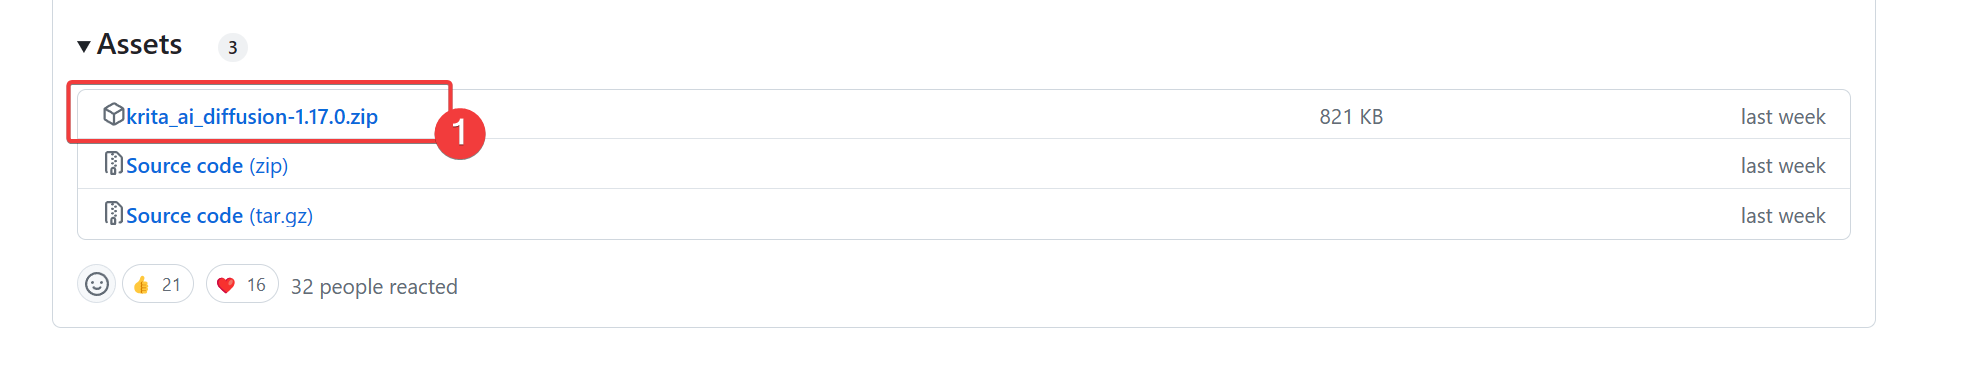 Assets 3
krita_ai_diffusion-1.17.0.zip 821 KB last week
1
Source code (zip) last week
Source code (tar.gz) last week
21 16 32 people reacted